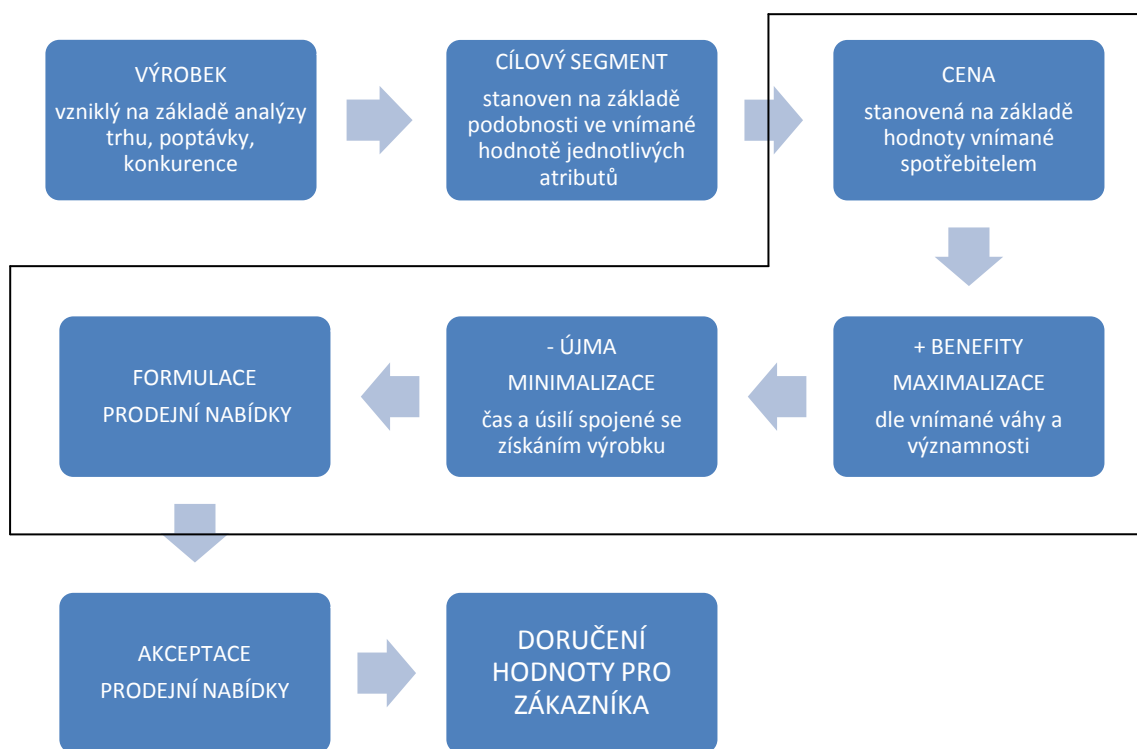 VÝROBEK
vzniklý na základě analýzy
trhu, poptávky,
konkurence
CÍLOVÝ SEGMENT
stanoven na základě
podobnosti ve vnímané
hodnotě jednotlivých
atributů
CENA
stanovená na základě
hodnoty vnímané
spotřebitelem
+ BENEFITY
MAXIMALIZACE
dle vnímané váhy a
významnosti
- ÚJMA
MINIMALIZACE
čas a úsilí spojené se
získáním výrobku
FORMULACE
PRODEJNÍ NABÍDKY
AKCEPTACE
PRODEJNÍ NABÍDKY
DORUČENÍ
HODNOTY PRO
ZÁKAZNÍKA